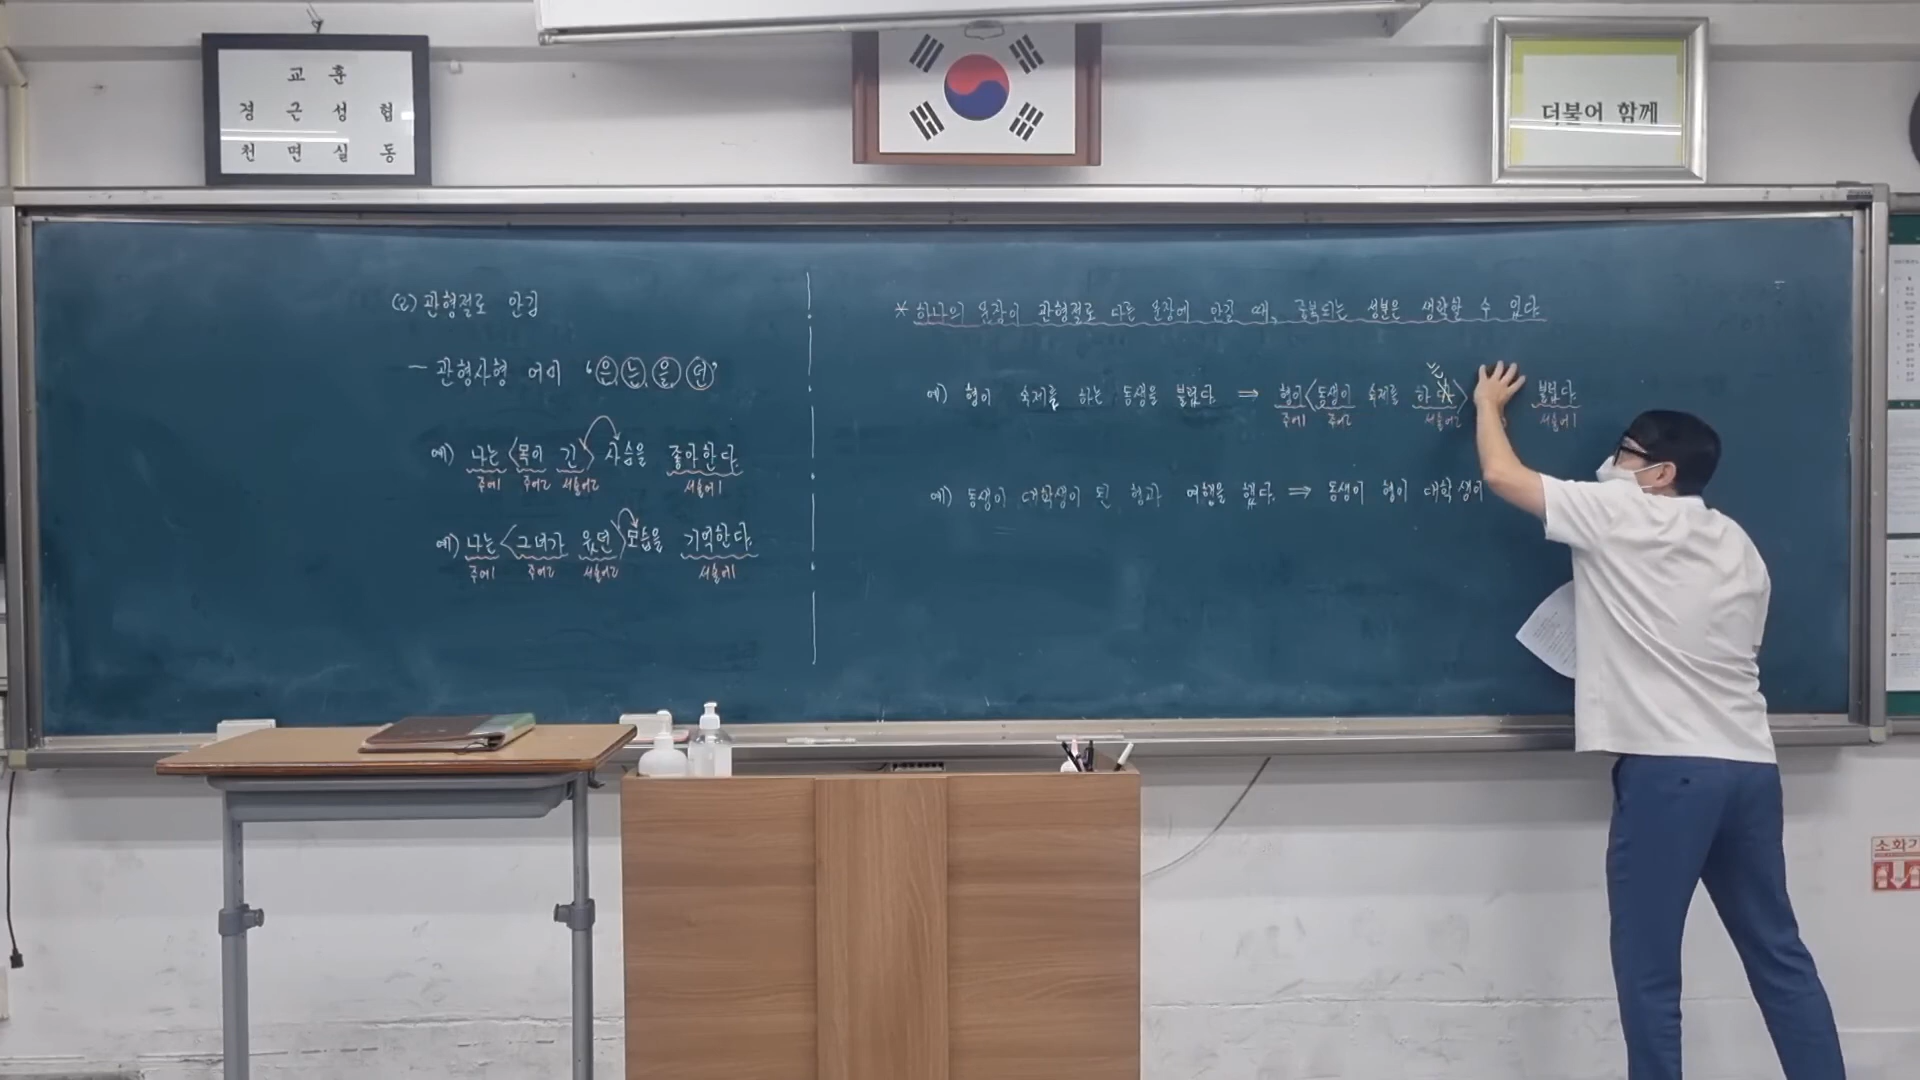 교 훈
경 근 성 협
천 면 실 동
더불어 함께
(2) 관형절로 안김
- 관형사형 어미 '은, 는, 을, 던'
예) 나는 <목이 긴> 사슴을 좋아한다.
주어1 주어2 서술어2 서술어1
예) 나는 <그녀가 웃던> 모습을 기억한다.
주어1 주어2 서술어2 서술어1
* 하나의 문장이 관형절로 다른 문장에 안길 때, 중복되는 성분은 생략할 수 있다.
는
예) 형이 숙제를 하는 동생을 불렀다. ⇒ 형이 <동생이 숙제를 하다> 불렀다.
주어1 주어2 서술어2 서술어1
예) 동생이 대학생이 된 형과 여행을 했다. ⇒ 동생이 형이 대학생이
소화기